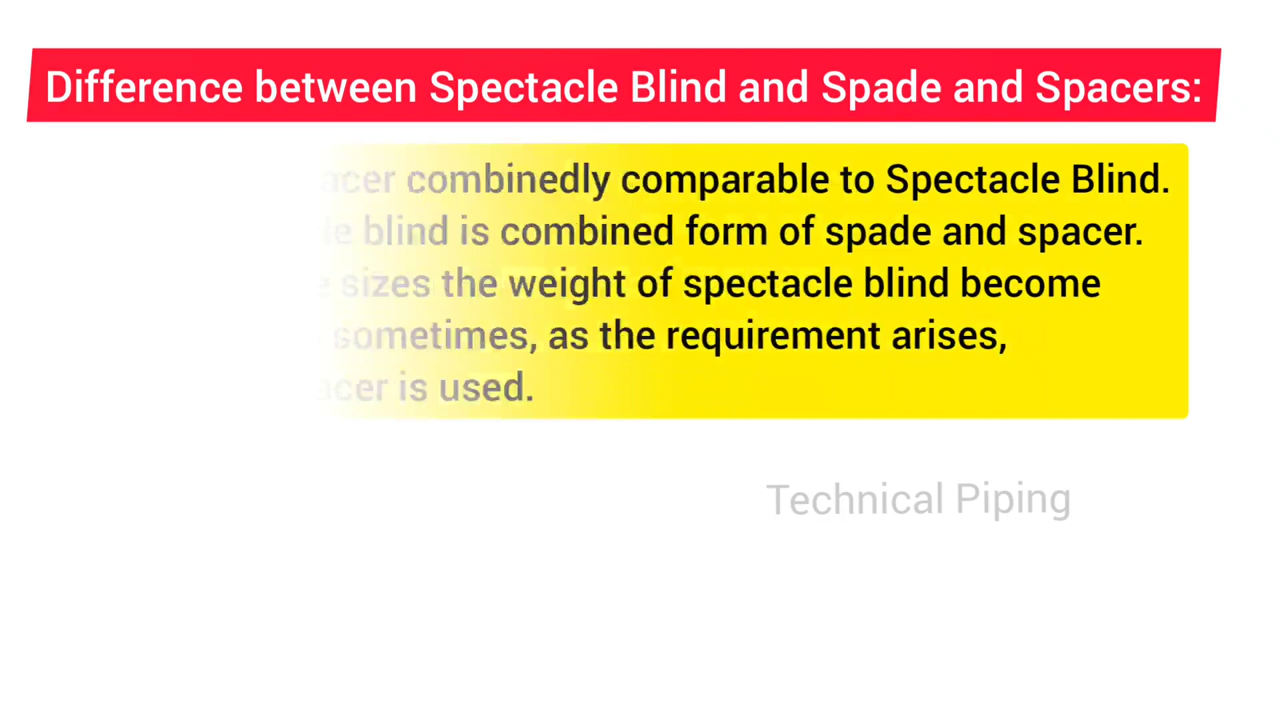 Difference between Spectacle Blind and Spade and Spacers:
combinedly comparable to Spectacle Blind.
blind is combined form of spade and spacer.
sizes the weight of spectacle blind become
sometimes, as the requirement arises,
is used.
Technical Piping